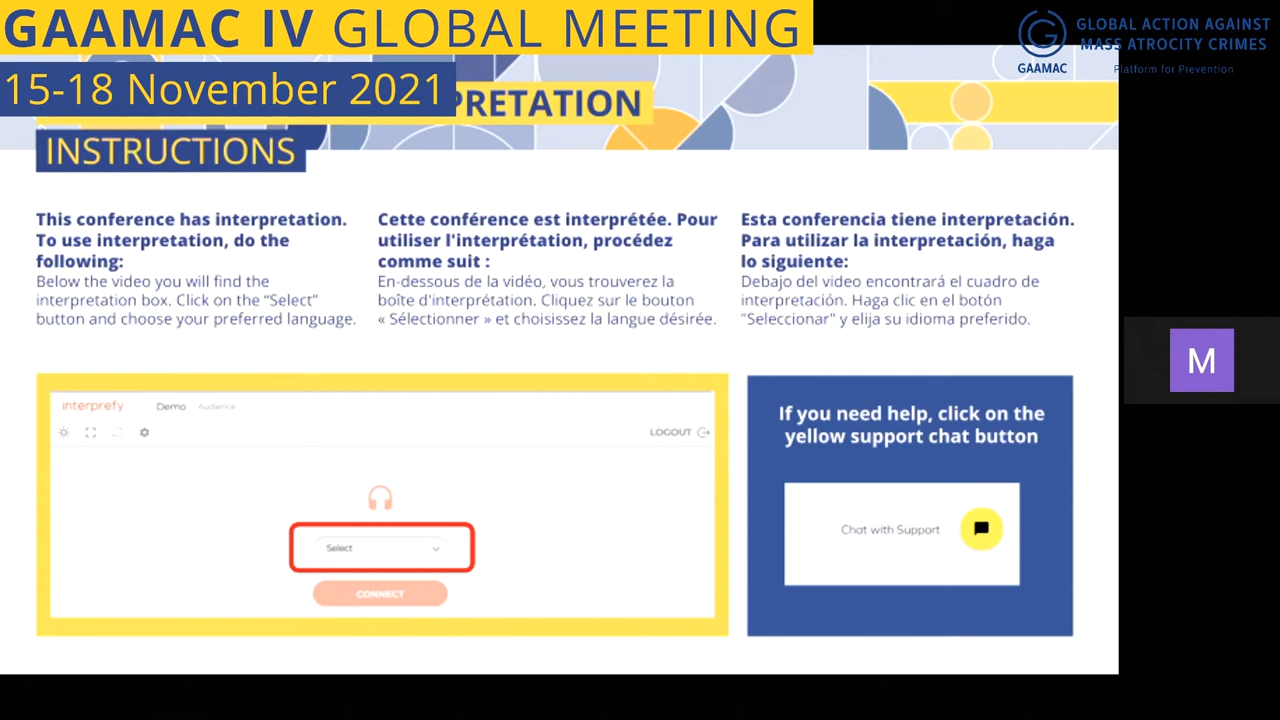 GAAMAC IV GLOBAL MEETING
15-18 November 2021
GLOBAL ACTION AGAINST
MASS ATROCITY CRIMES
GAAMAC
Platform for Prevention
PRETATION
INSTRUCTIONS
This conference has interpretation.
To use interpretation, do the
following:
Below the video you will find the
interpretation box. Click on the “Select”
button and choose your preferred language.
Cette conférence est interprétée. Pour
utiliser l'interprétation, procédez
comme suit :
En-dessous de la vidéo, vous trouverez la
boîte d'interprétation. Cliquez sur le bouton
« Sélectionner » et choisissez la langue désirée.
Esta conferencia tiene interpretación.
Para utilizar la interpretación, haga
lo siguiente:
Debajo del video encontrará el cuadro de
interpretación. Haga clic en el botón
"Seleccionar" y elija su idioma preferido.
M
interprefy Demo Audience
LOGOUT
Select
CONNECT
If you need help, click on the
yellow support chat button
Chat with Support